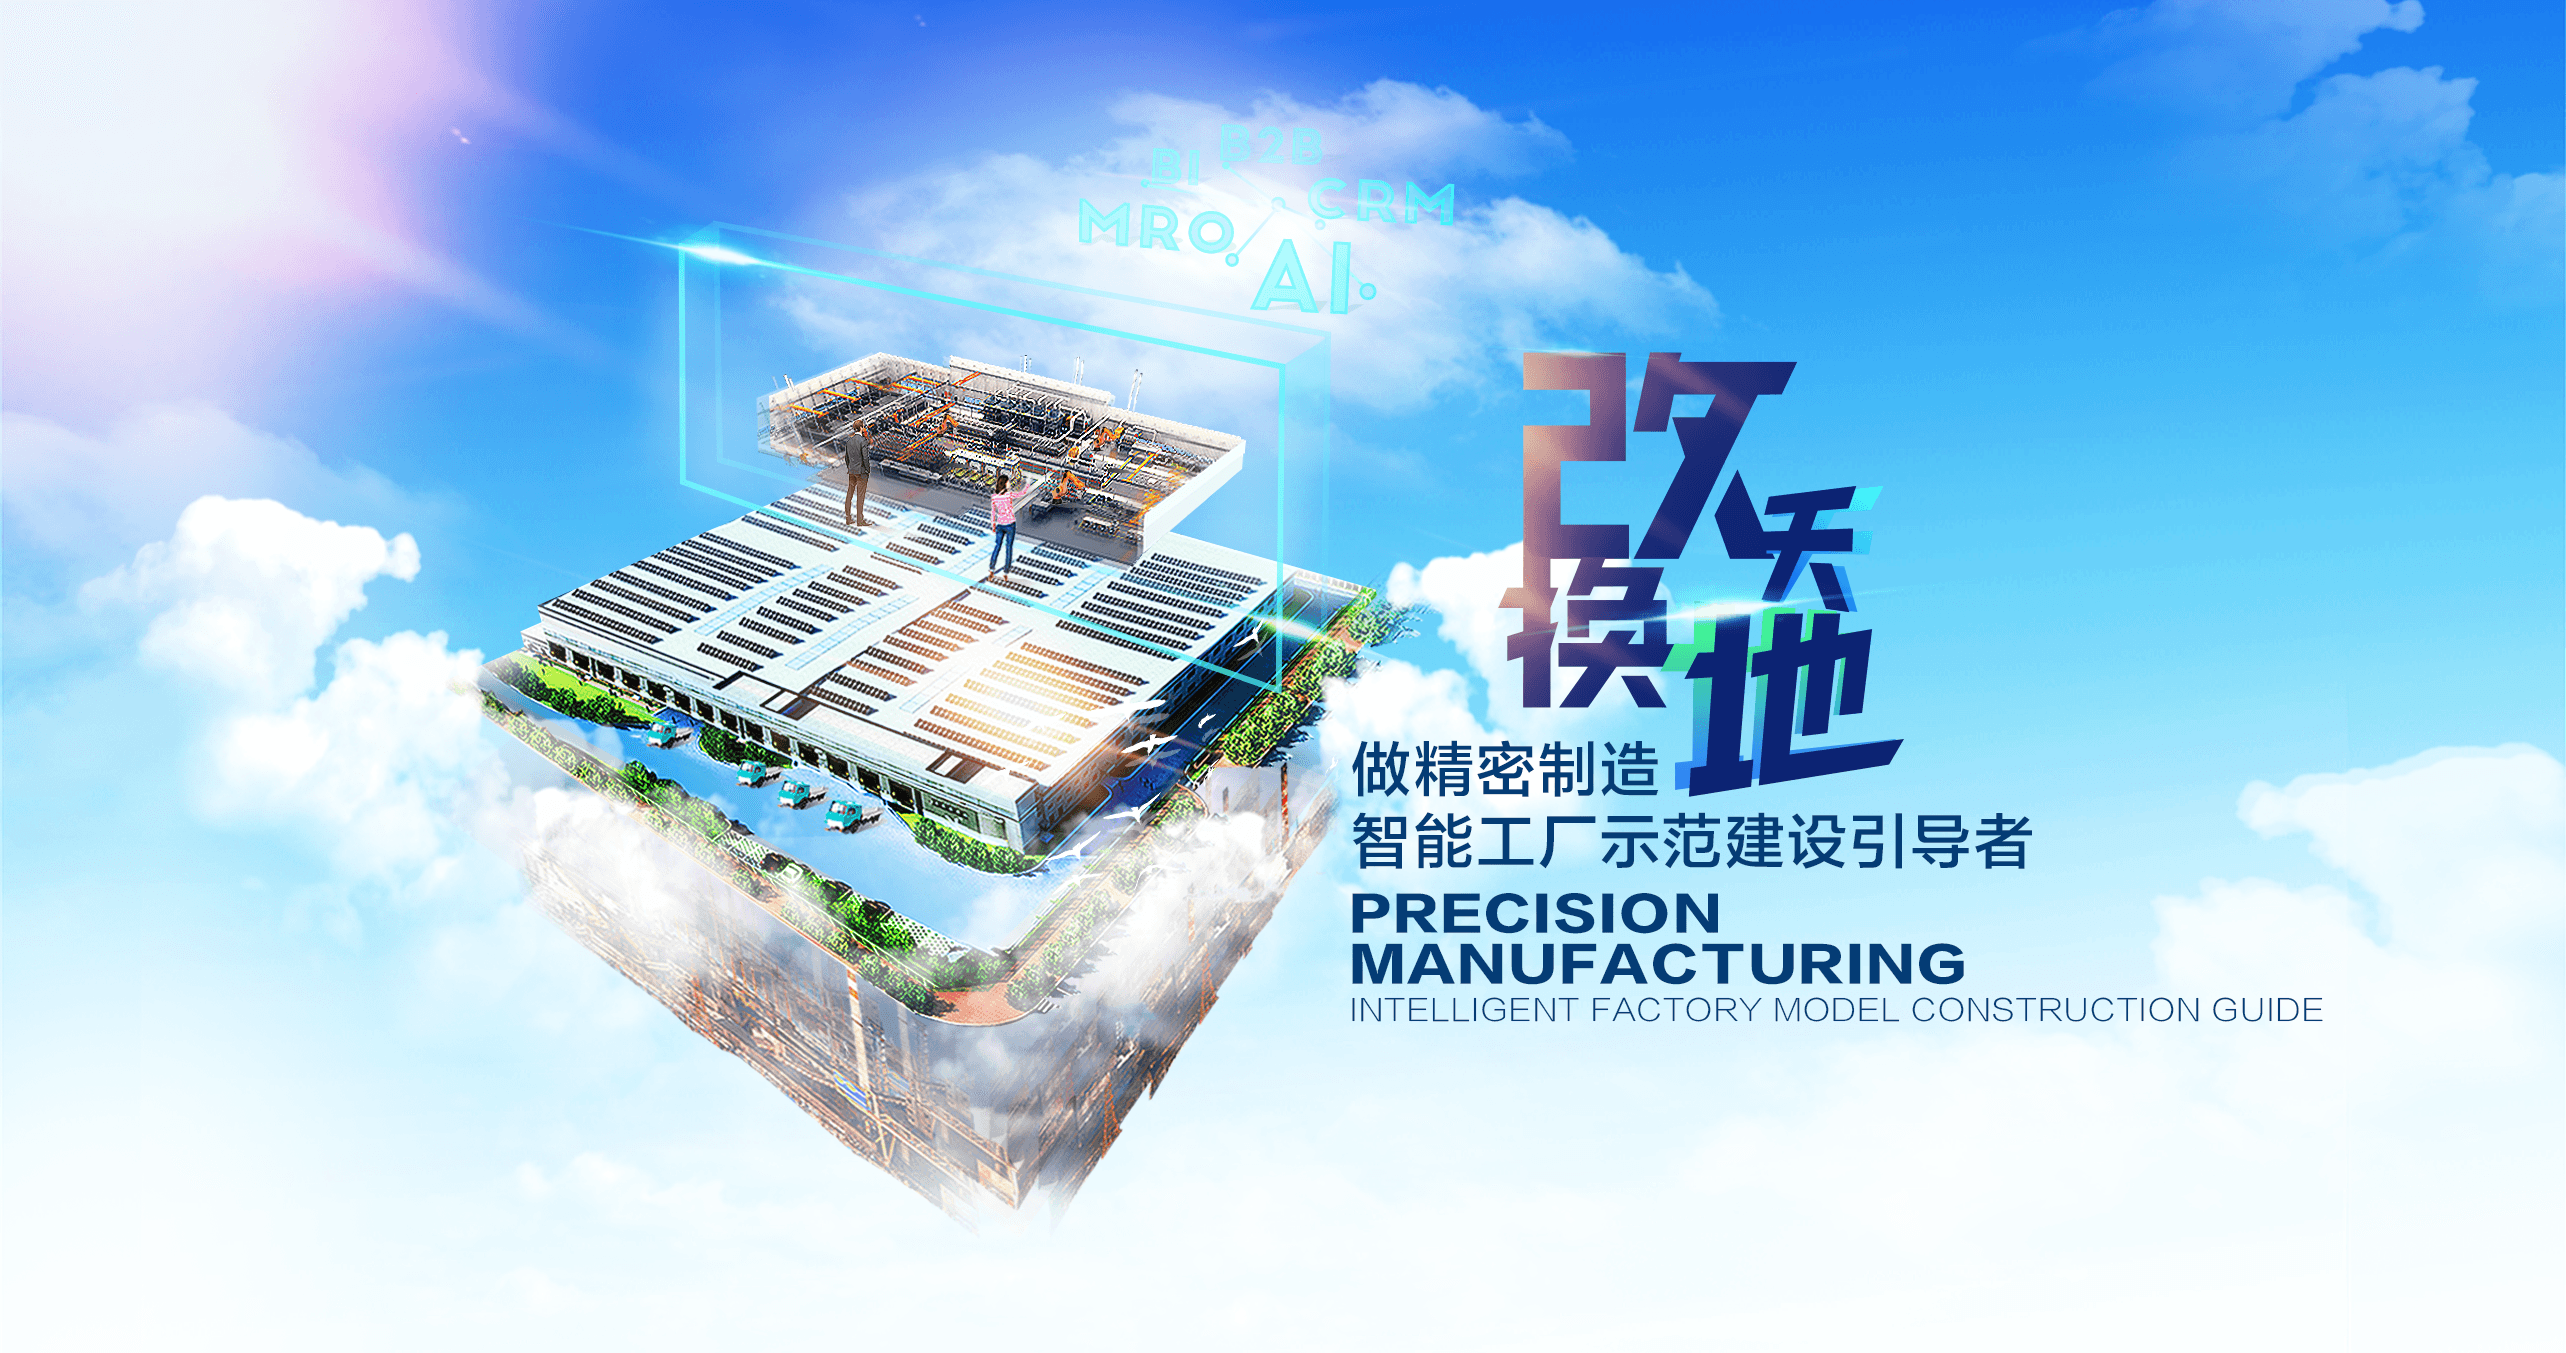 B2B
BI
CRM
MRO
AI
改天
换地
做精密制造
智能工厂示范建设引导者
PRECISION
MANUFACTURING
INTELLIGENT FACTORY MODEL CONSTRUCTION GUIDE